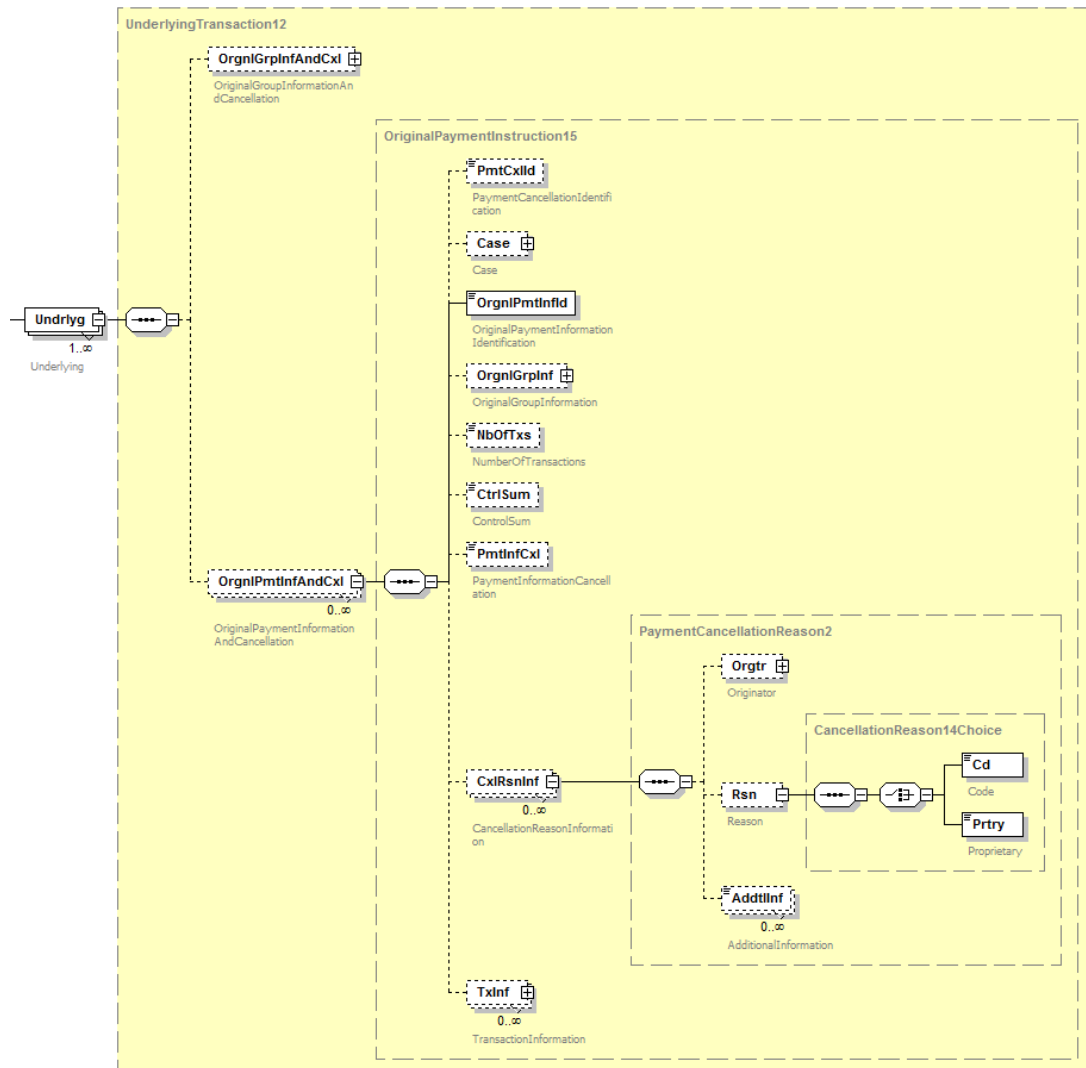 UnderlyingTransaction12
OrgnlGrpInfAndCxl
OriginalGroupInformationAn
dCancellation
OriginalPaymentInstruction15
PmtCxlId
PaymentCancellationIdentifi
cation
Case
Case
OrgnlPmtInfId
OriginalPaymentInformation
Identification
Undrlyg
1..∞
Underlying
OrgnlGrpInf
OriginalGroupInformation
NbOfTxs
NumberOfTransactions
CtrlSum
ControlSum
PmtInfCxl
PaymentInformationCancell
ation
OrgnlPmtInfAndCxl
0..∞
OriginalPaymentInformation
AndCancellation
PaymentCancellationReason2
Orgtr
Originator
CancellationReason14Choice
Cd
Code
CxlRsnInf
0..∞
CancellationReasonInformati
on
Rsn
Reason
Prtry
Proprietary
AddtlInf
0..∞
AdditionalInformation
TxInf
0..∞
TransactionInformation